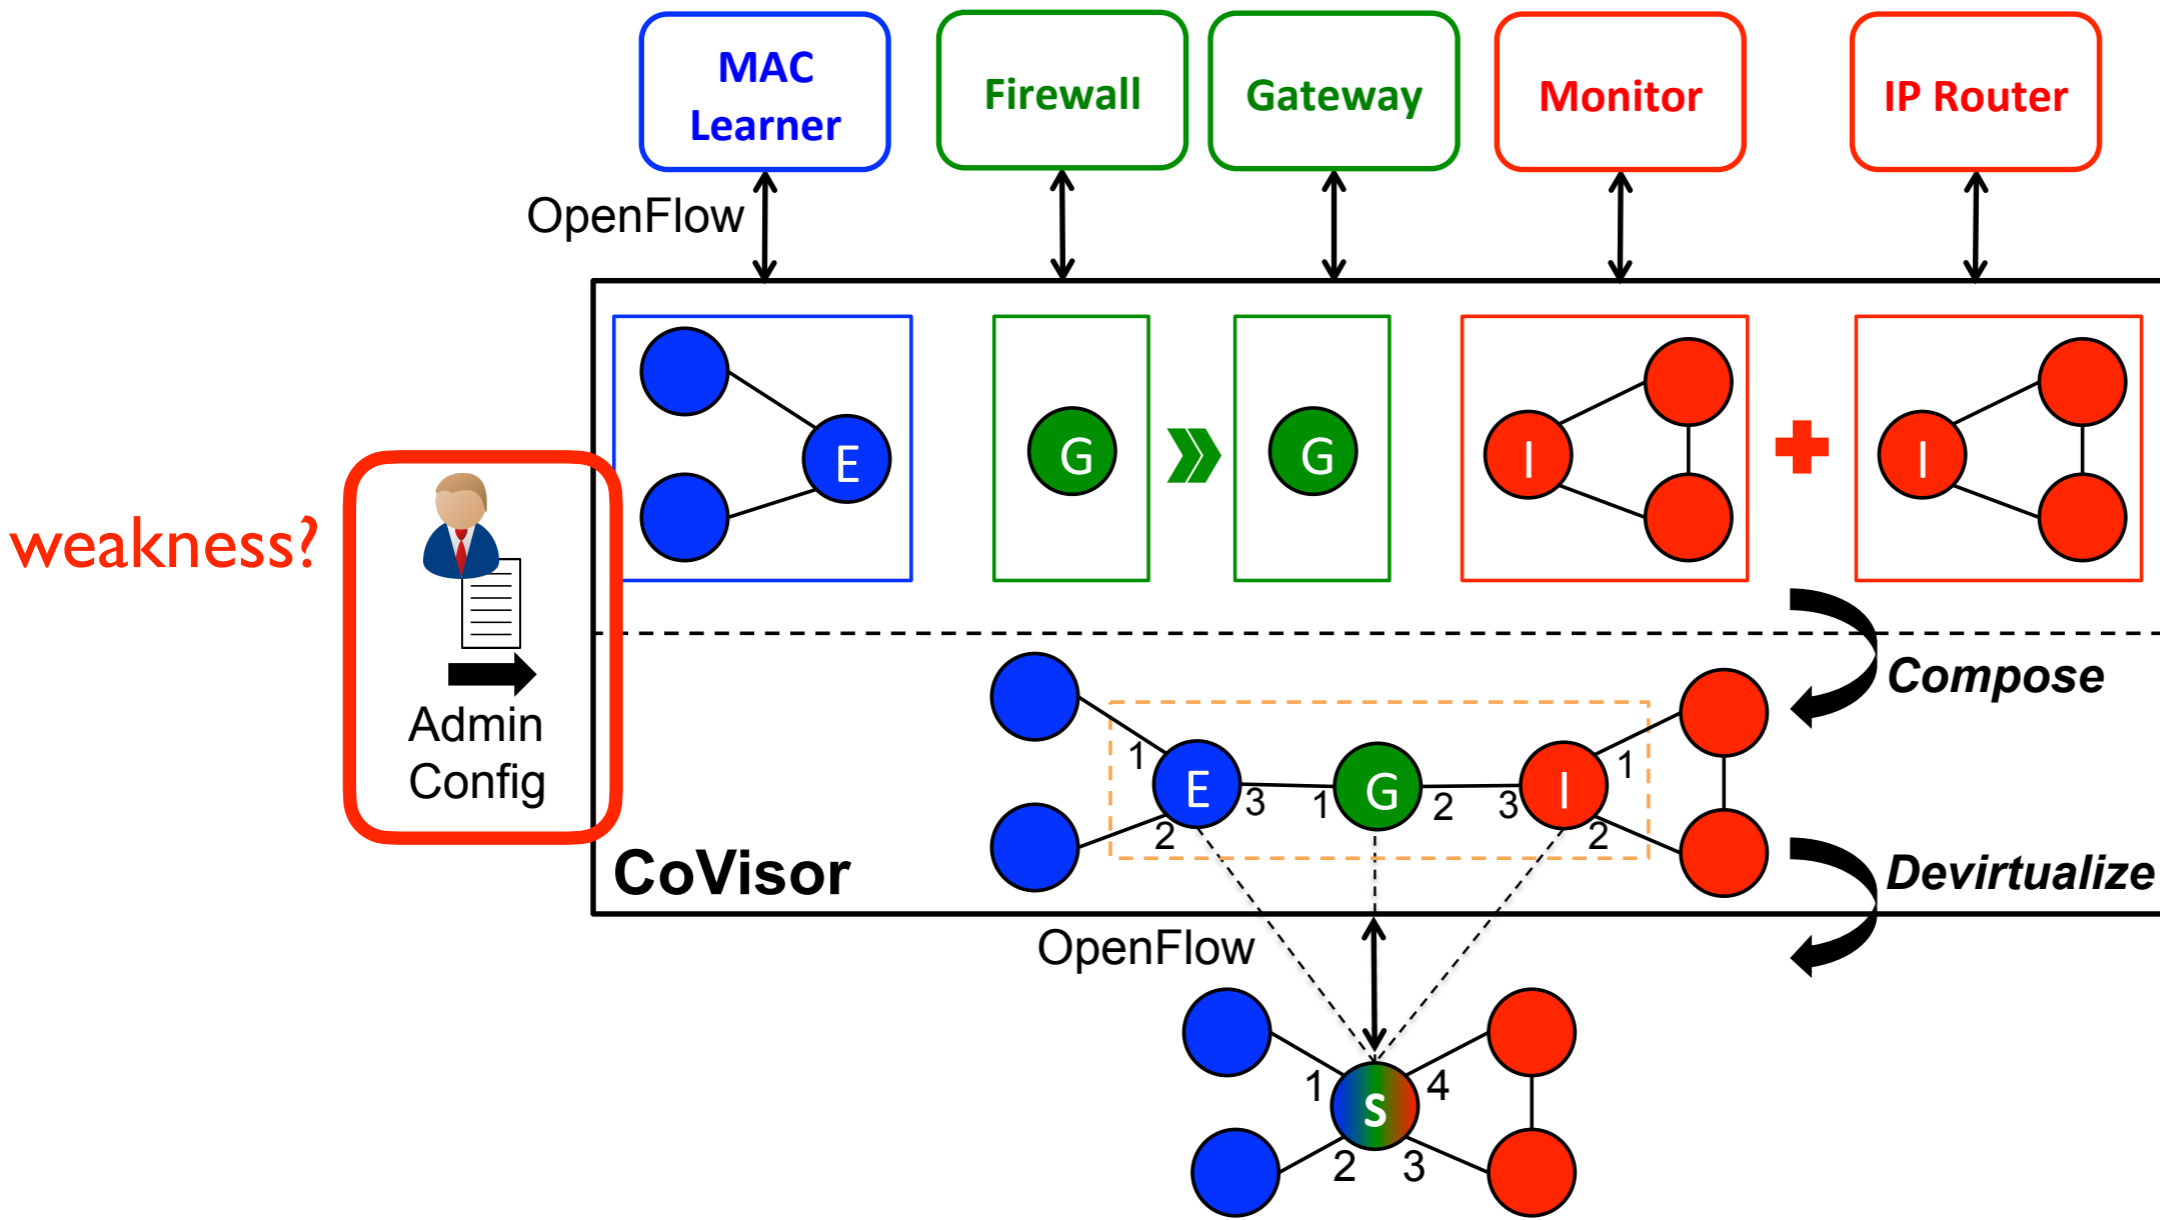 MAC
Learner
Firewall
Gateway
Monitor
IP Router
OpenFlow
E
G
G
I
I
weakness?
Admin
Config
Compose
1
E
3
1
G
2
3
I
1
2
2
CoVisor
Devirtualize
OpenFlow
1
S
4
2
3